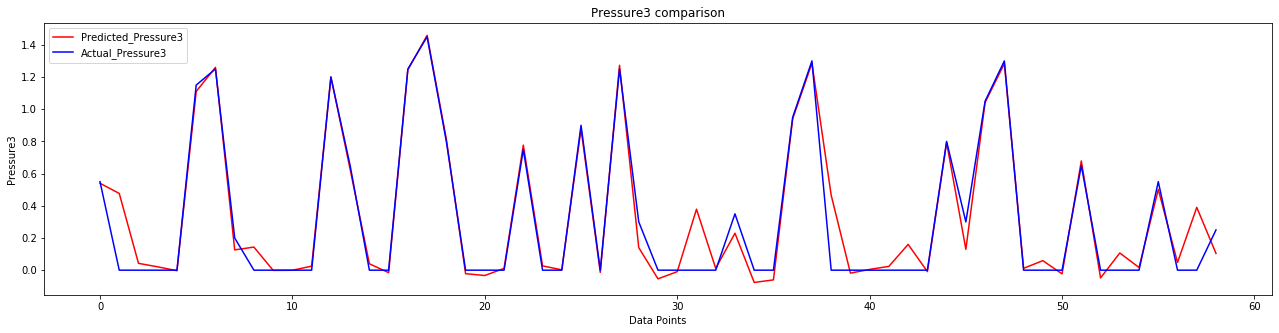 Pressure3 comparison
Predicted_Pressure3
Actual_Pressure3
Pressure3
1.4
1.2
1.0
0.8
0.6
0.4
0.2
0.0
0 10 20 30 40 50 60
Data Points